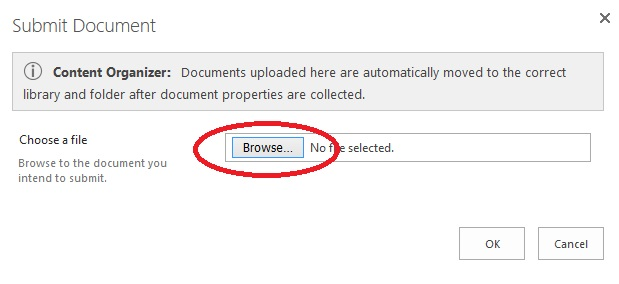 Submit Document
Content Organizer: Documents uploaded here are automatically moved to the correct
library and folder after document properties are collected.
Choose a file
Browse... No file selected.
Browse to the document you
intend to submit.
OK Cancel